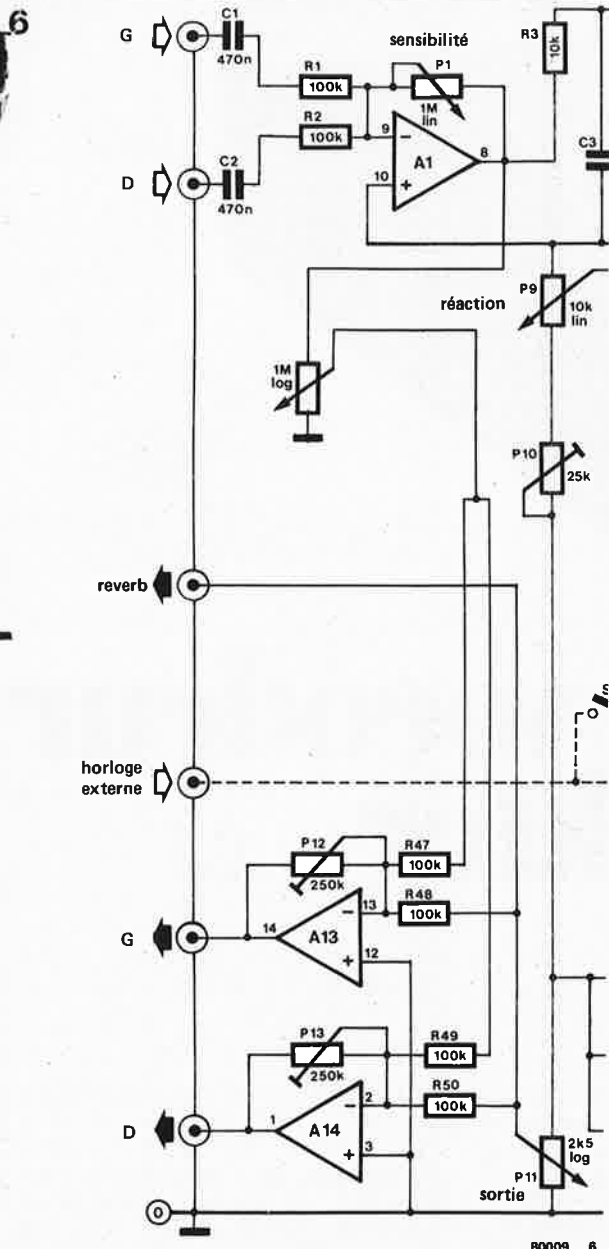 6
G
C1
470n
R1
100k
sensibilité
P1
1M
lin
R3
10k
R2
100k
9
−
A1
8
10
+
C3
D
C2
470n
réaction
P9
10k
lin
1M
log
P10
25k
reverb
S
horloge
externe
P12
250k
R47
100k
R48
100k
G
14
A13
−
13
+
12
P13
250k
R49
100k
R50
100k
D
1
A14
−
2
+
3
2k5
log
P11
sortie
0
80009 6